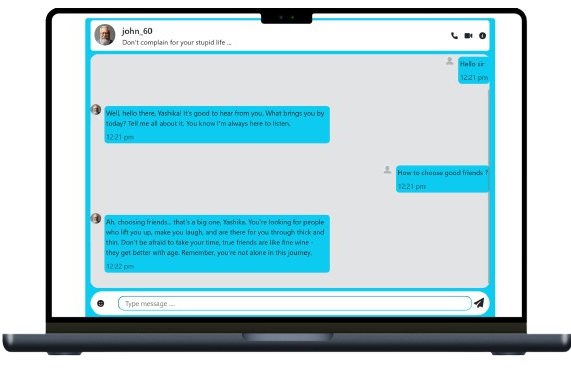 john_60
Don't complain for your stupid life ...
Hello sir
12:21 pm
Well, hello there, Yashika! It's good to hear from you. What brings you by
today? Tell me all about it. You know I'm always here to listen.
12:21 pm
How to choose good friends ?
12:21 pm
Ah, choosing friends... that's a big one, Yashika. You're looking for people
who lift you up, make you laugh, and are there for you through thick and
thin. Don't be afraid to take your time, true friends are like fine wine -
they get better with age. Remember, you're not alone in this journey.
12:22 pm
Type message ....